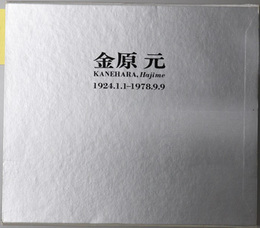 金原 元
KANEHARA, Hajime
1924.1.1–1978.9.9